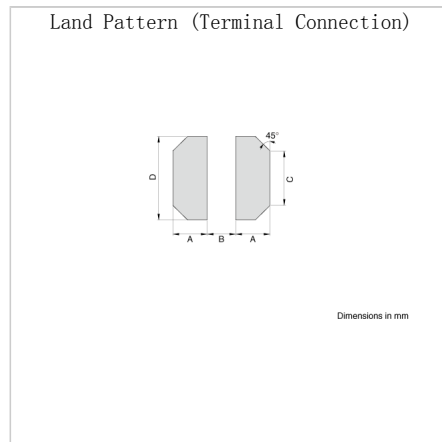 Land Pattern (Terminal Connection)
45°
D
C
A B A
Dimensions in mm